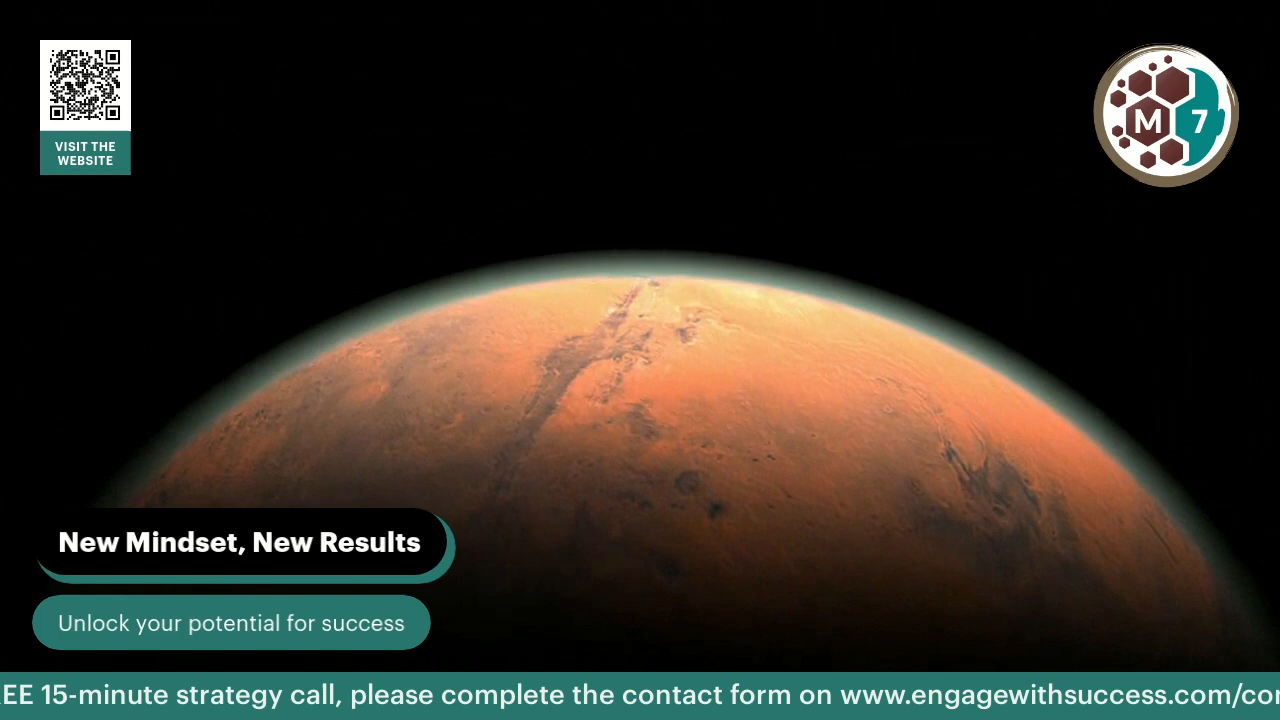 VISIT THE
WEBSITE
M 7
New Mindset, New Results
Unlock your potential for success
EE 15-minute strategy call, please complete the contact form on www.engagewithsuccess.com/con